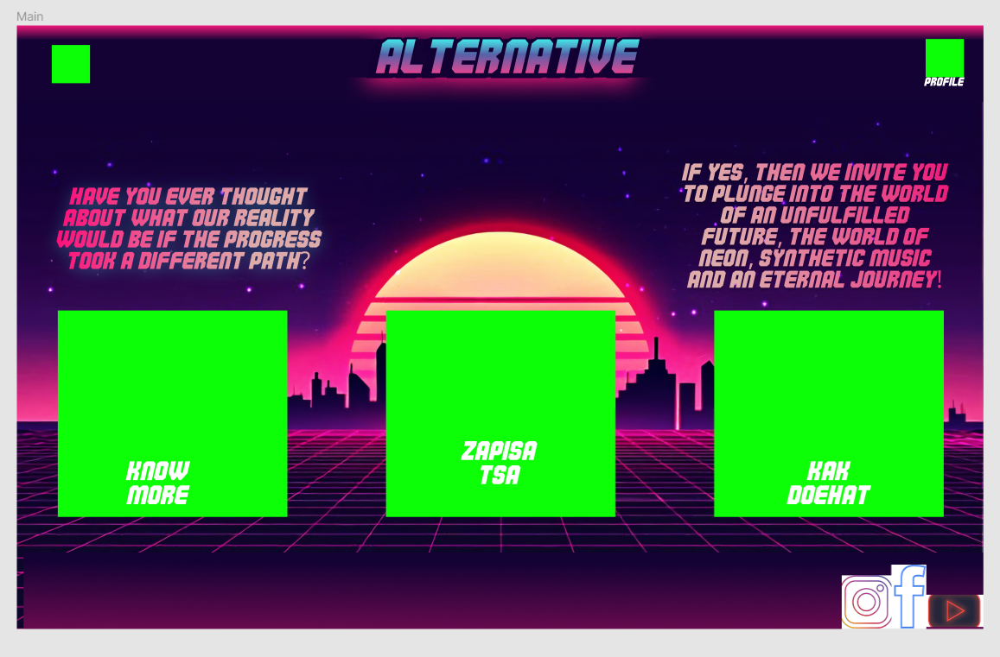 Main
ALTERNATIVE
PROFILE
HAVE YOU EVER THOUGHT
ABOUT WHAT OUR REALITY
WOULD BE IF THE PROGRESS
TOOK A DIFFERENT PATH?
IF YES, THEN WE INVITE YOU
TO PLUNGE INTO THE WORLD
OF AN UNFULFILLED
FUTURE, THE WORLD OF
NEON, SYNTHETIC MUSIC
AND AN ETERNAL JOURNEY!
KNOW
MORE
ZAPISA
TSA
KAK
DOEHAT